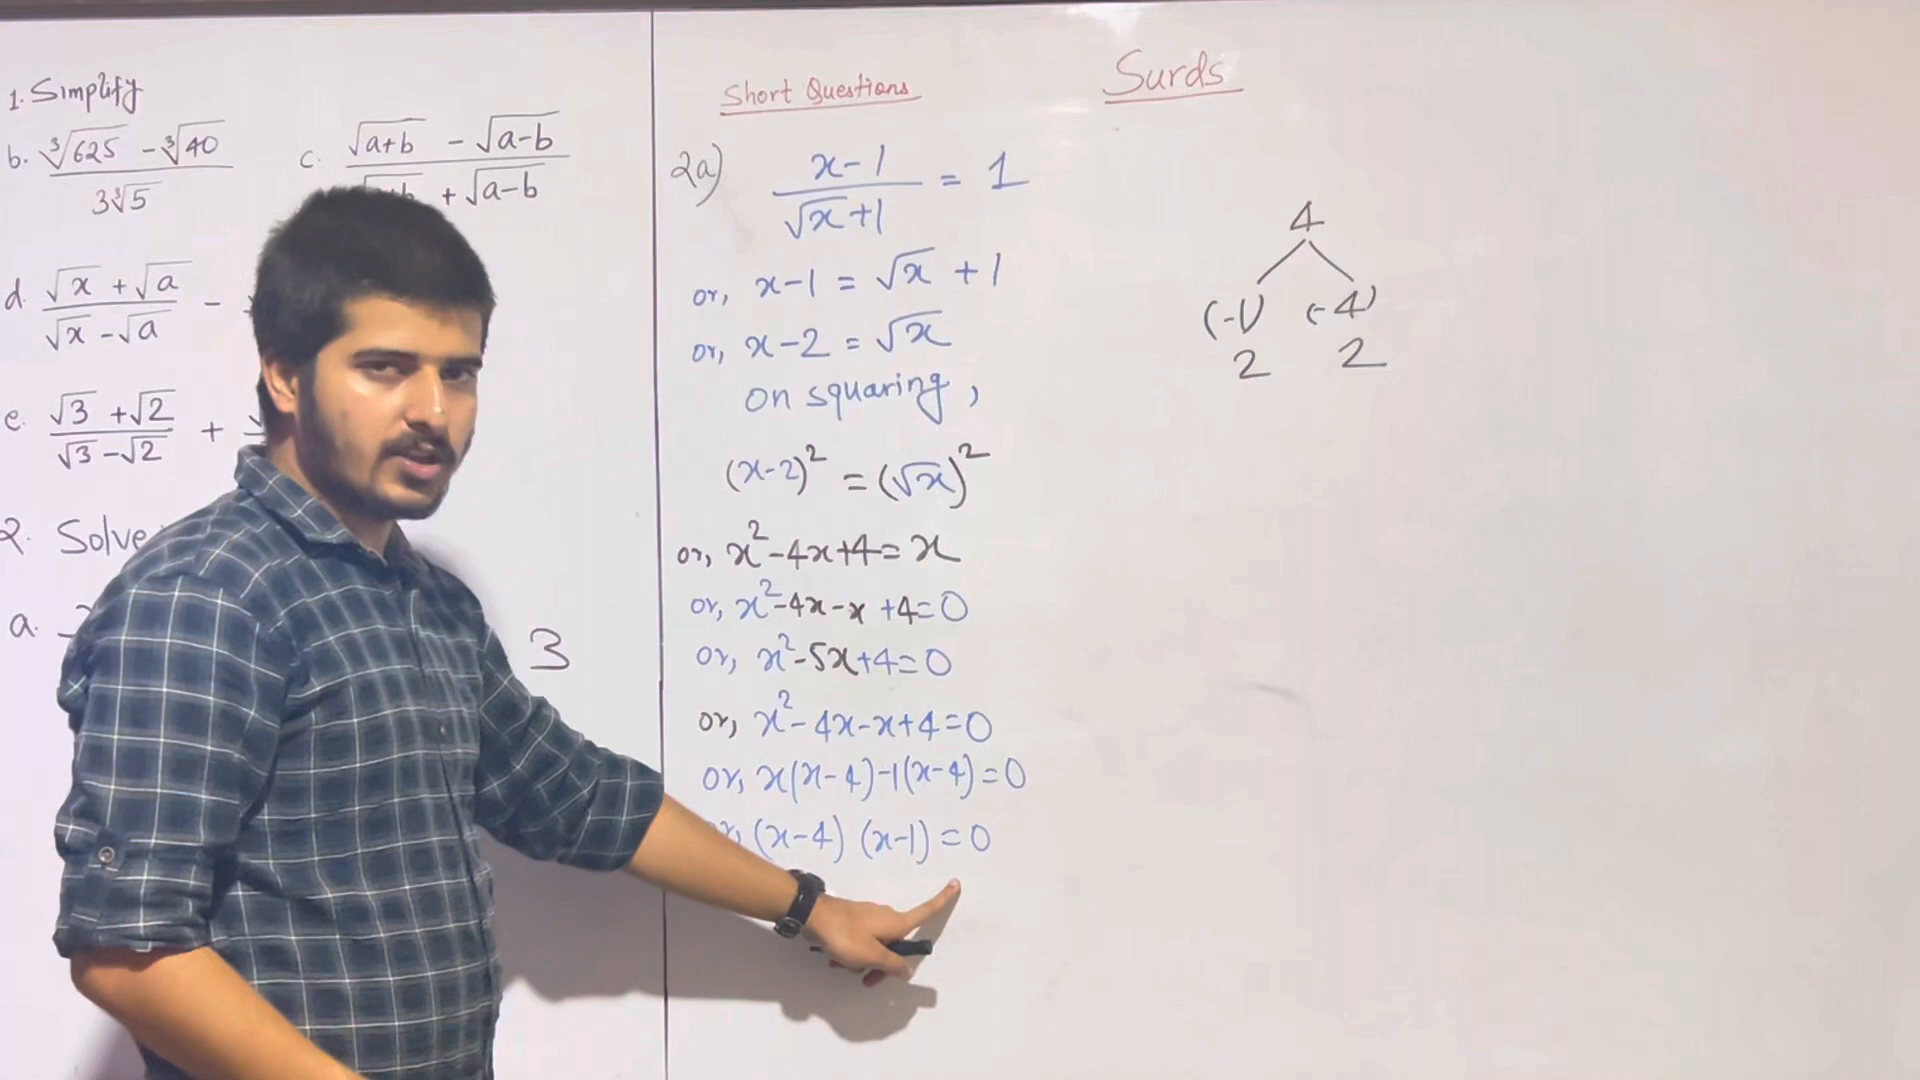 1. Simplify
b. (∛625 - ∛40)/(3∛5)
c. (√(a+b) - √(a-b))/(√(a+b) + √(a-b))
d. (√x + √a)/(√x - √a) -
e. (√3 + √2)/(√3 - √2) +
2. Solve
a.
3
Short Questions
2a) (x-1)/(√x+1) = 1
or, x-1 = √x + 1
or, x-2 = √x
on squaring,
(x-2)² = (√x)²
or, x²-4x+4 = x
or, x²-4x-x+4=0
or, x²-5x+4=0
or, x²-4x-x+4=0
or, x(x-4)-1(x-4)=0
(x-4) (x-1) = 0
Surds
4
(-1) (-4)
2 2